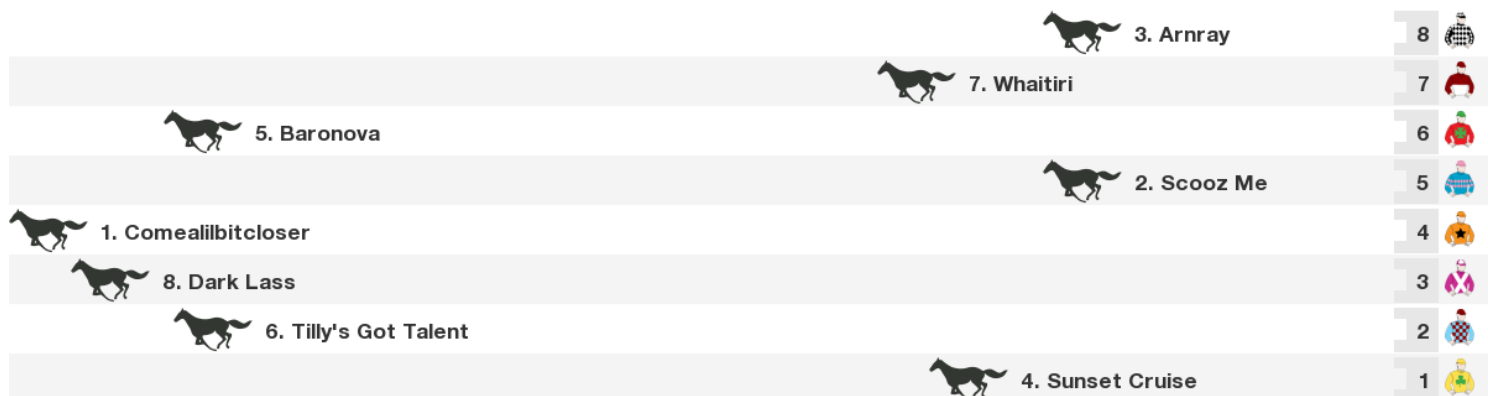 3. Arnray 8
7. Whaitiri 7
5. Baronova 6
2. Scooz Me 5
1. Comealilbitcloser 4
8. Dark Lass 3
6. Tilly's Got Talent 2
4. Sunset Cruise 1